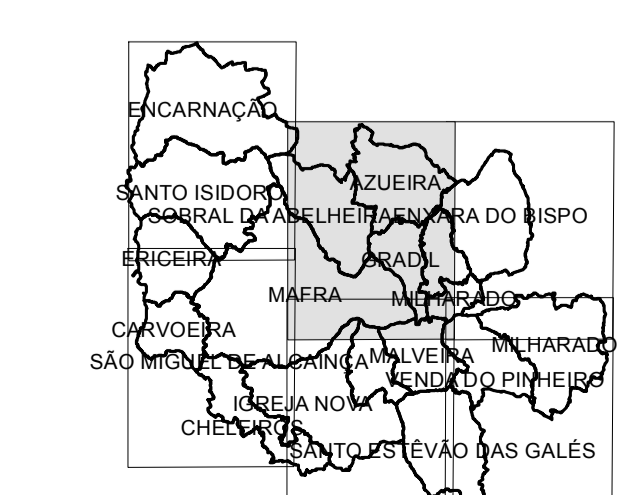 ENCARNAÇÃO
AZUEIRA
SANTO ISIDORO
SOBRAL DA ABELHEIRA
ENXARA DO BISPO
ERICEIRA
GRADIL
MAFRA
MILHARADO
CARVOEIRA
MILHARADO
SÃO MIGUEL DE ALCAINÇA
MALVEIRA
VENDA DO PINHEIRO
IGREJA NOVA
CHELEIROS
SANTO ESTÊVÃO DAS GALÉS